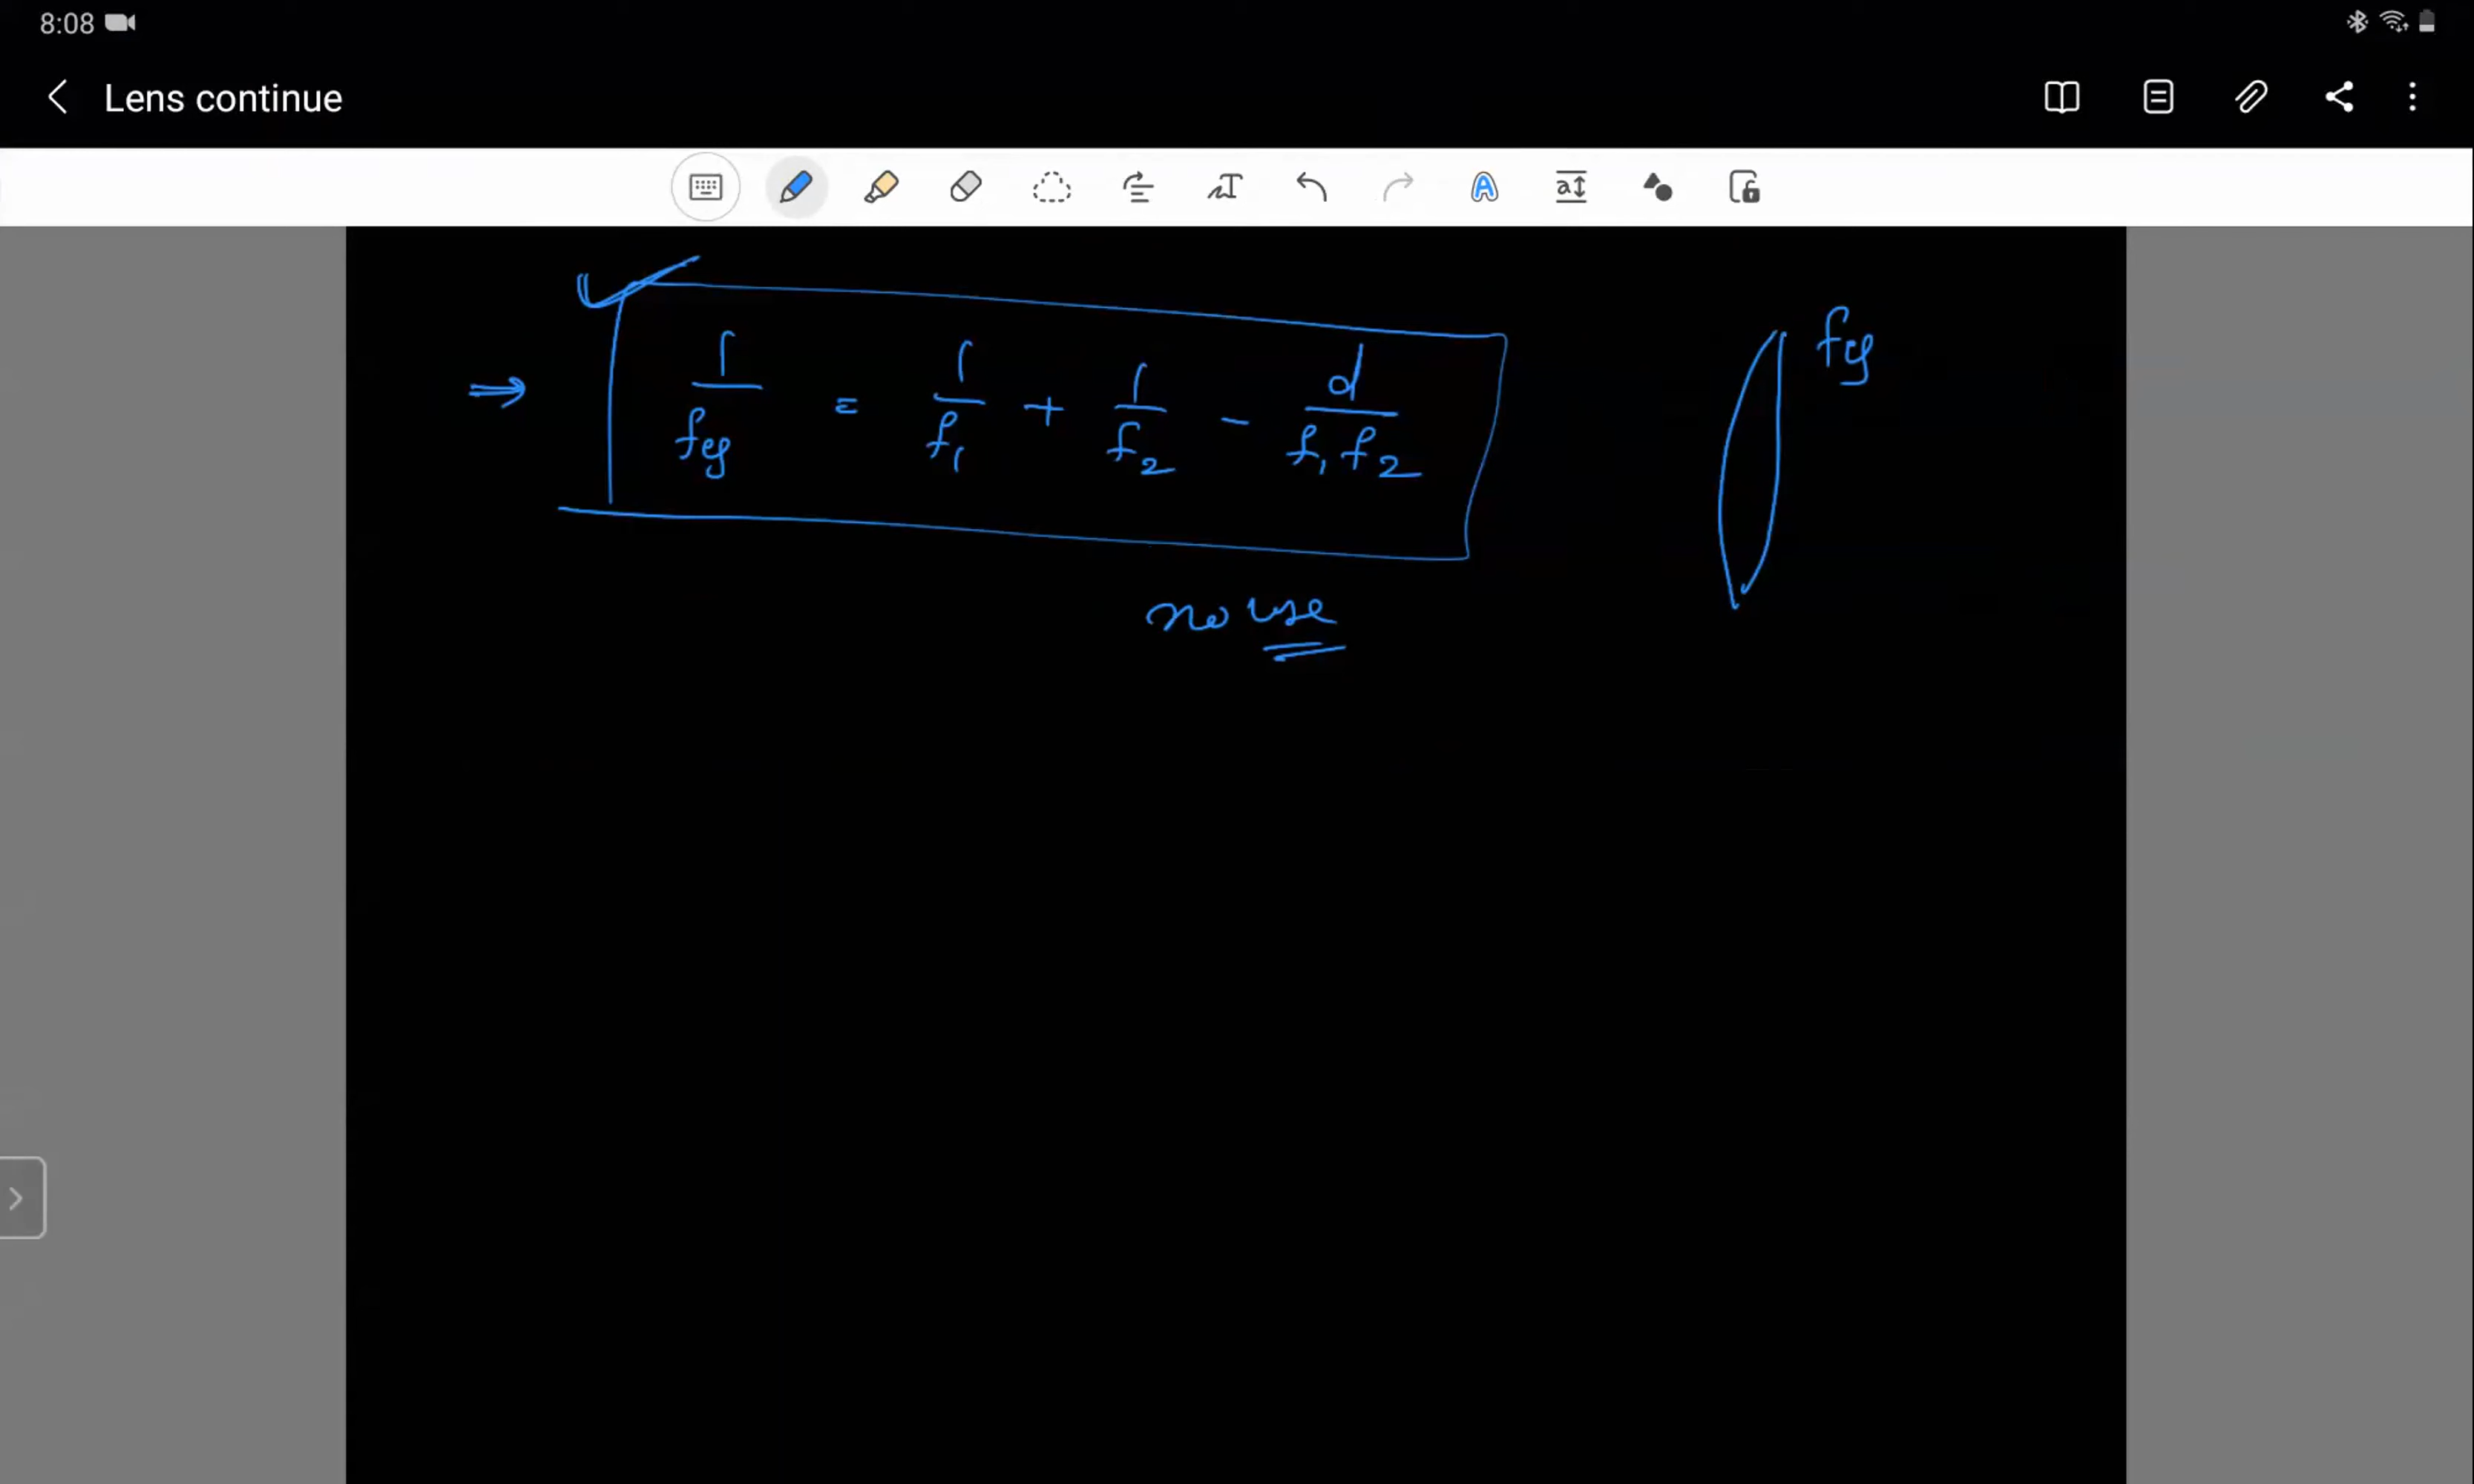 8:08
Lens continue
⇒ 1/feq = 1/f₁ + 1/f₂ - d/f₁f₂
feq
no use